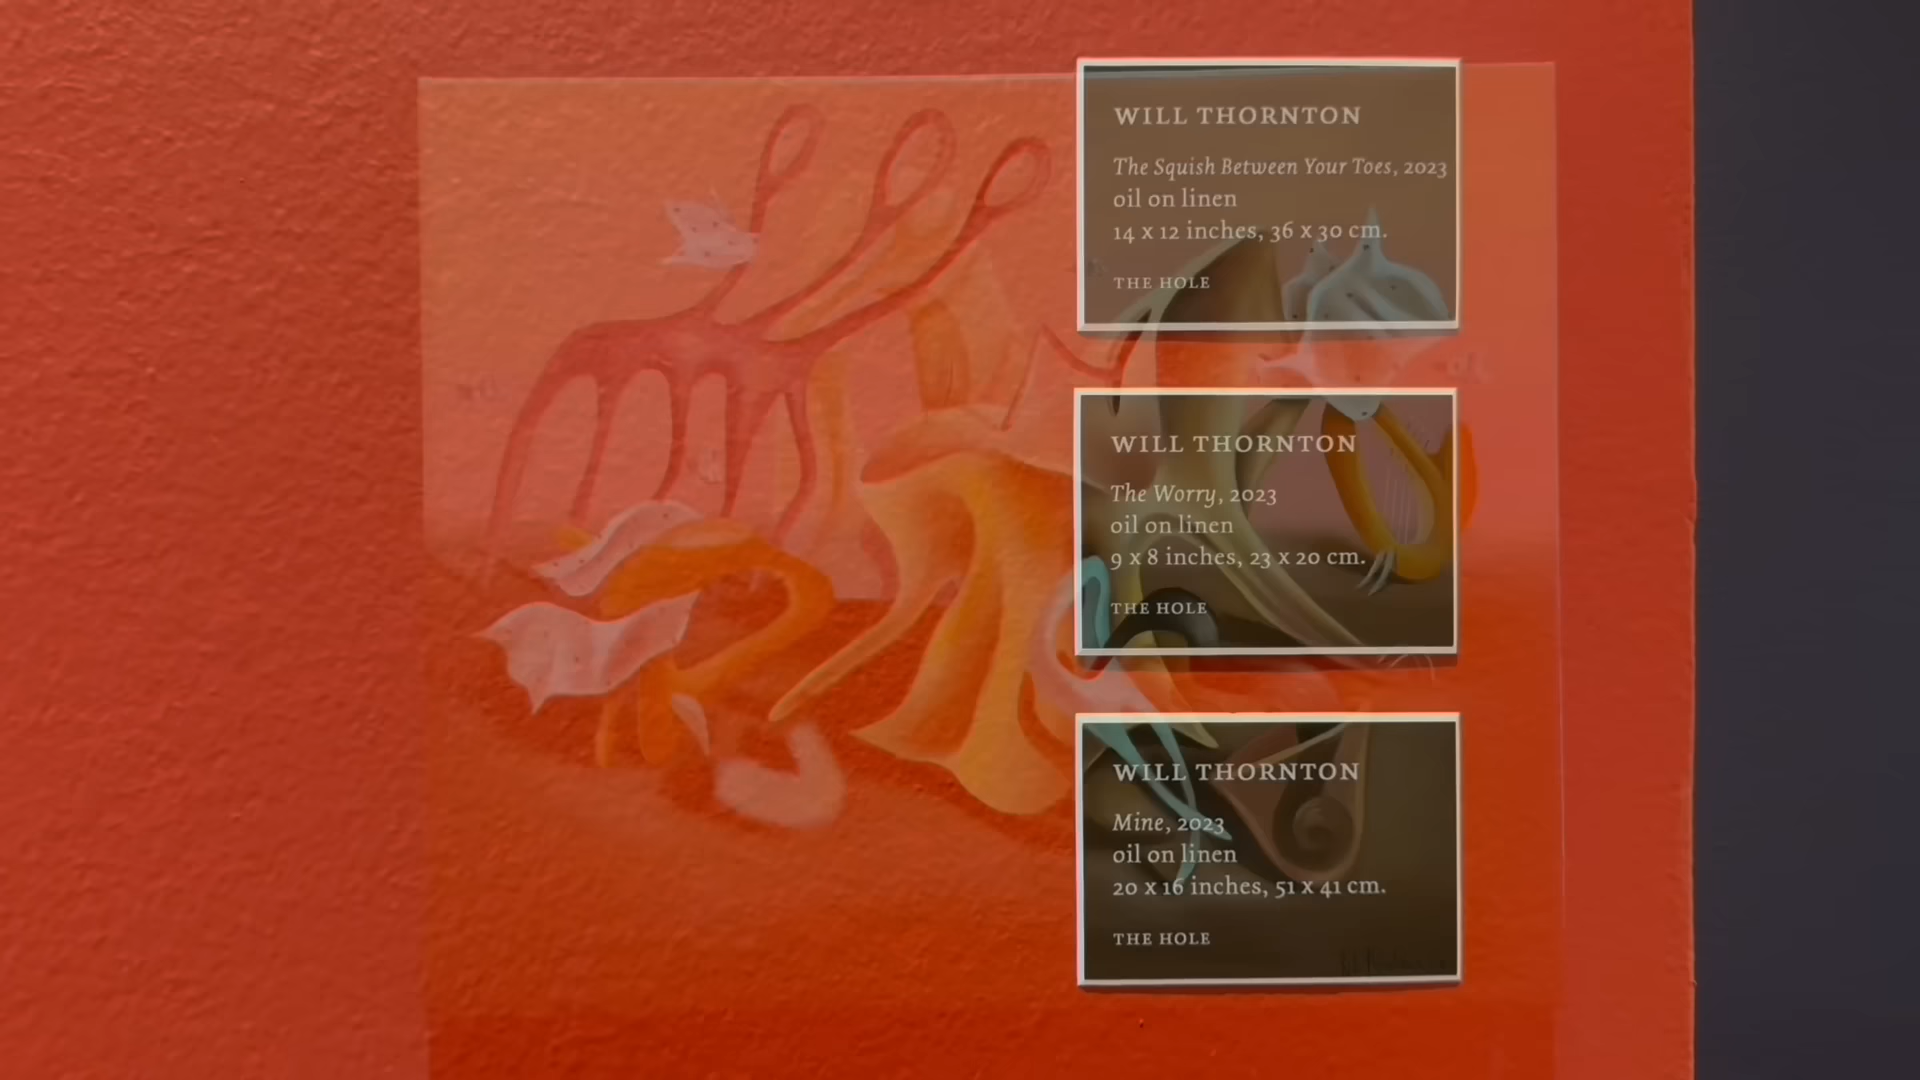 WILL THORNTON
The Squish Between Your Toes, 2023
oil on linen
14 x 12 inches, 36 x 30 cm.
THE HOLE
WILL THORNTON
The Worry, 2023
oil on linen
9 x 8 inches, 23 x 20 cm.
THE HOLE
WILL THORNTON
Mine, 2023
oil on linen
20 x 16 inches, 51 x 41 cm.
THE HOLE